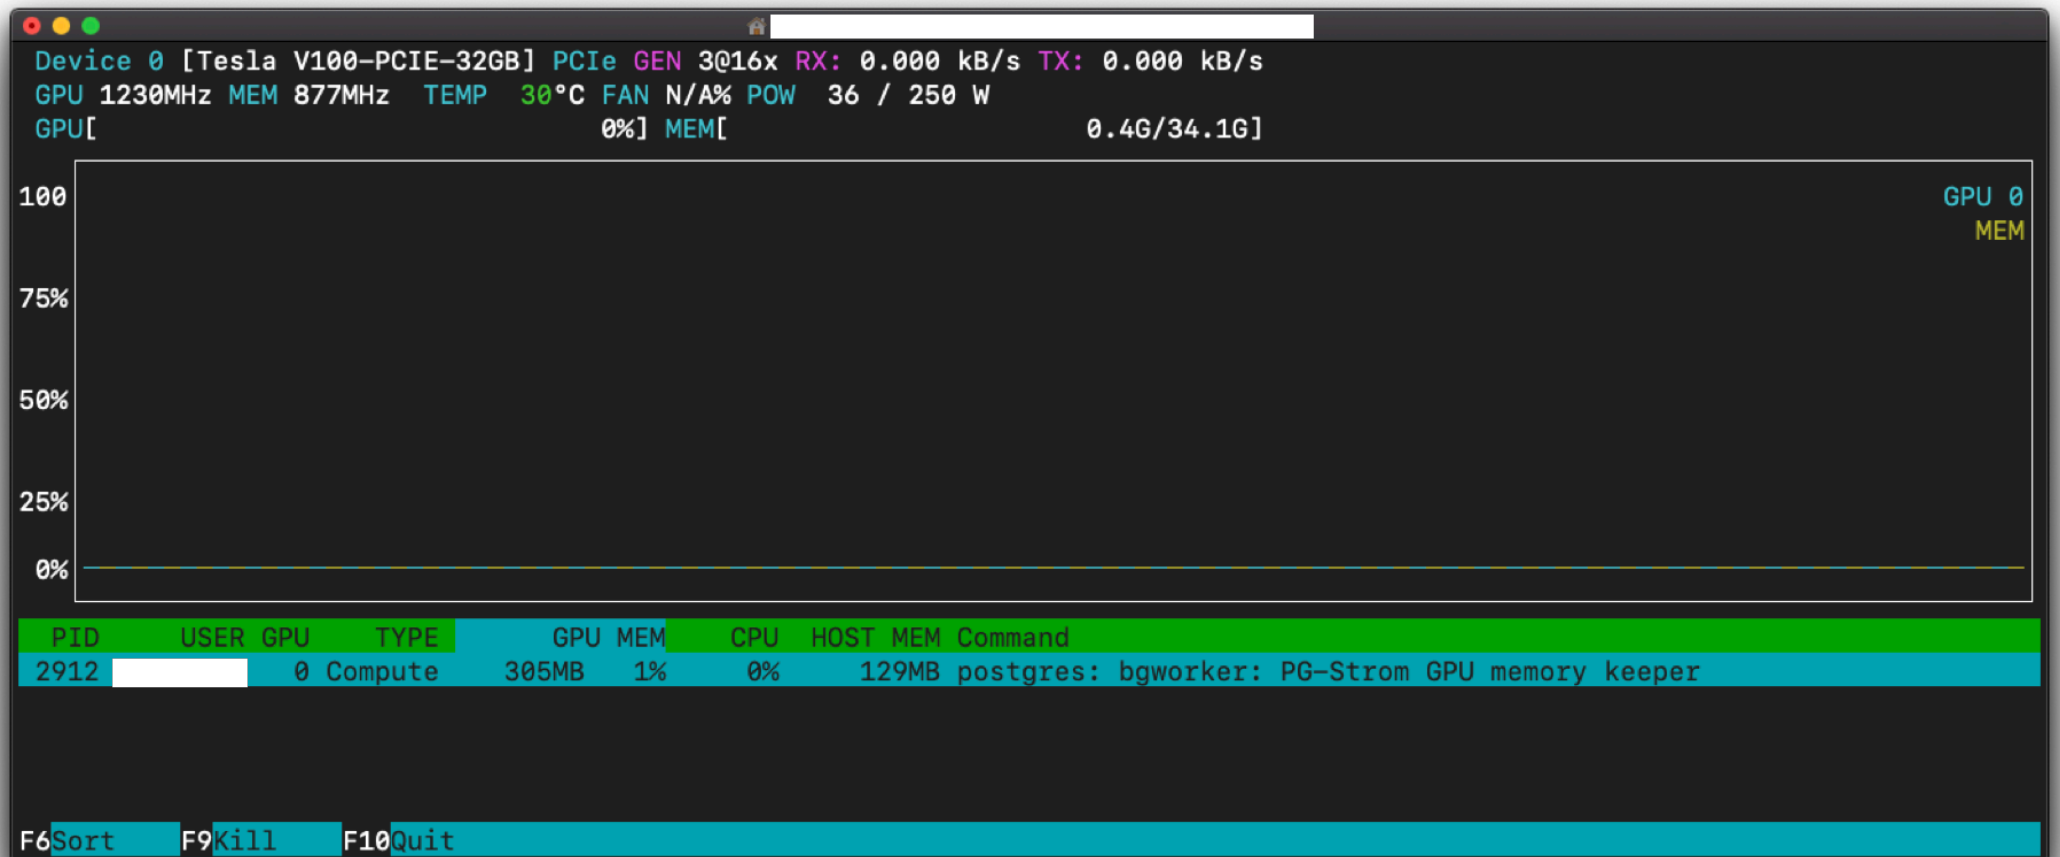 Device 0 [Tesla V100-PCIE-32GB] PCIe GEN 3@16x RX: 0.000 kB/s TX: 0.000 kB/s
GPU 1230MHz MEM 877MHz TEMP 30°C FAN N/A% POW 36 / 250 W
GPU[ 0%] MEM[ 0.4G/34.1G]
100
GPU 0
MEM
75%
50%
25%
0%
PID USER GPU TYPE GPU MEM CPU HOST MEM Command
2912 0 Compute 305MB 1% 0% 129MB postgres: bgworker: PG-Strom GPU memory keeper
F6Sort F9Kill F10Quit